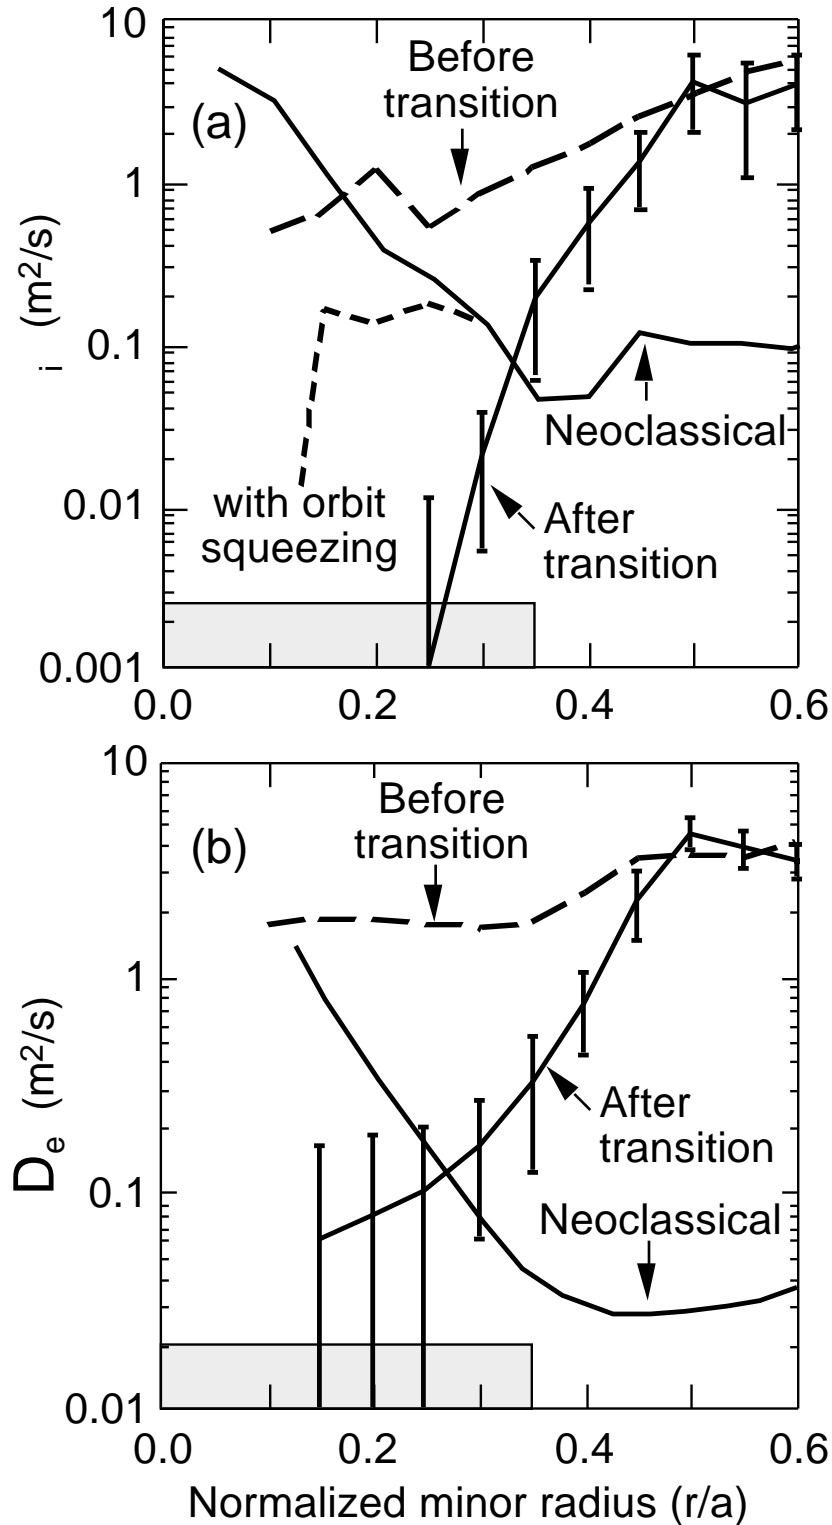 10
Before
transition
(a)
1
i (m²/s)
0.1
Neoclassical
0.01
with orbit
squeezing
After
transition
0.001
0.0 0.2 0.4 0.6
10
Before
transition
(b)
1
After
transition
Dₑ (m²/s)
0.1
Neoclassical
0.01
0.0 0.2 0.4 0.6
Normalized minor radius (r/a)